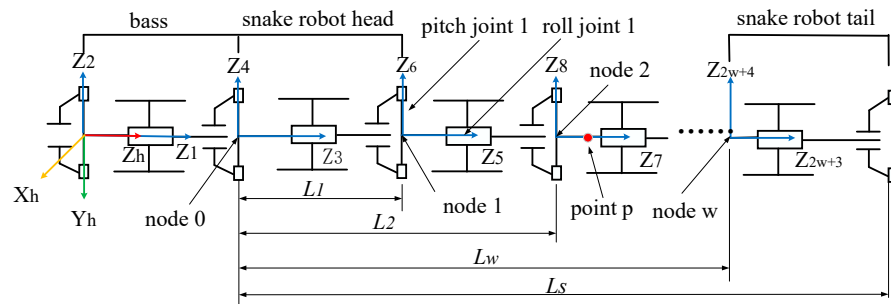 bass
snake robot head
pitch joint 1
roll joint 1
snake robot tail
Z2
Z4
Z6
Z8
node 2
Z2w+4
Zh
Z1
Z3
Z5
Z7
Z2w+3
Xh
Yh
node 0
L1
node 1
point p
node w
L2
Lw
Ls